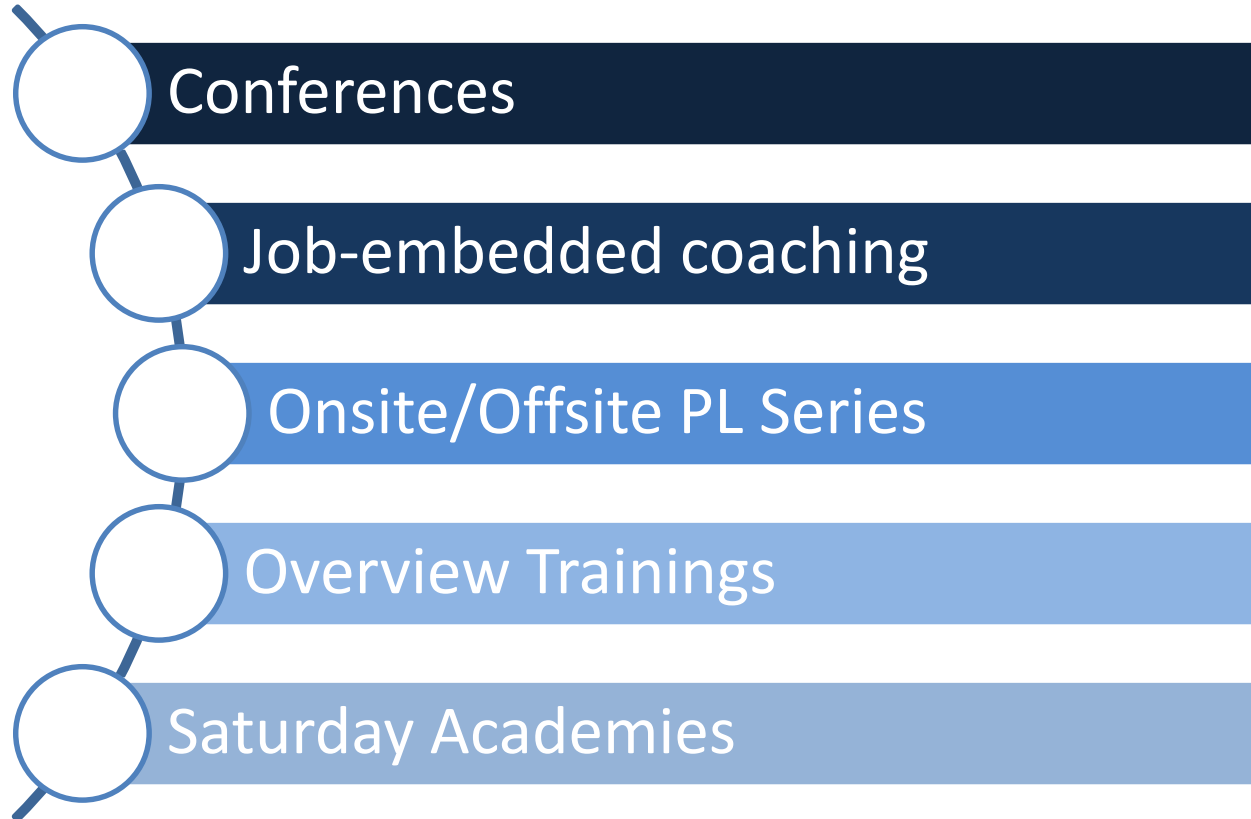 Conferences
Job-embedded coaching
Onsite/Offsite PL Series
Overview Trainings
Saturday Academies